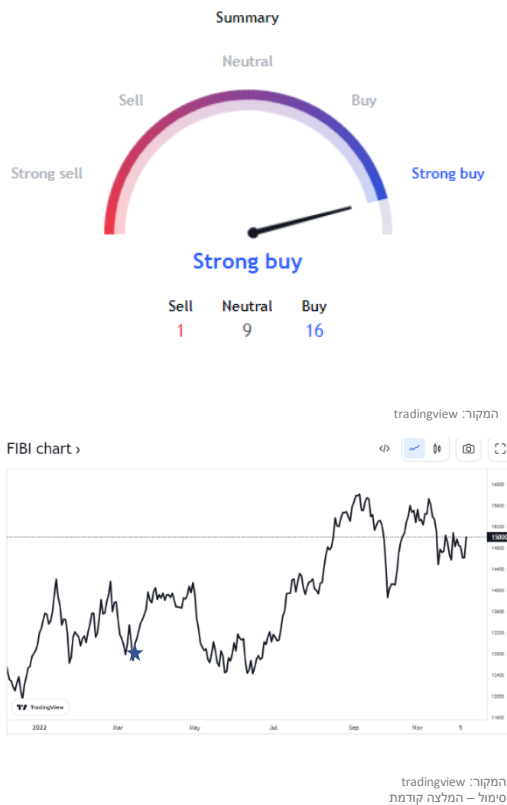 Summary
Neutral
Sell
Buy
Strong sell
Strong buy
Strong buy
Sell Neutral Buy
1 9 16
המקור: tradingview
FIBI chart ›
16000
15600
15200
15000
14800
14400
14000
13600
13200
12800
12400
12000
11600
TradingView
2022 Mar May Jul Sep Nov 5
המקור: tradingview
סימול – המלצה קודמת